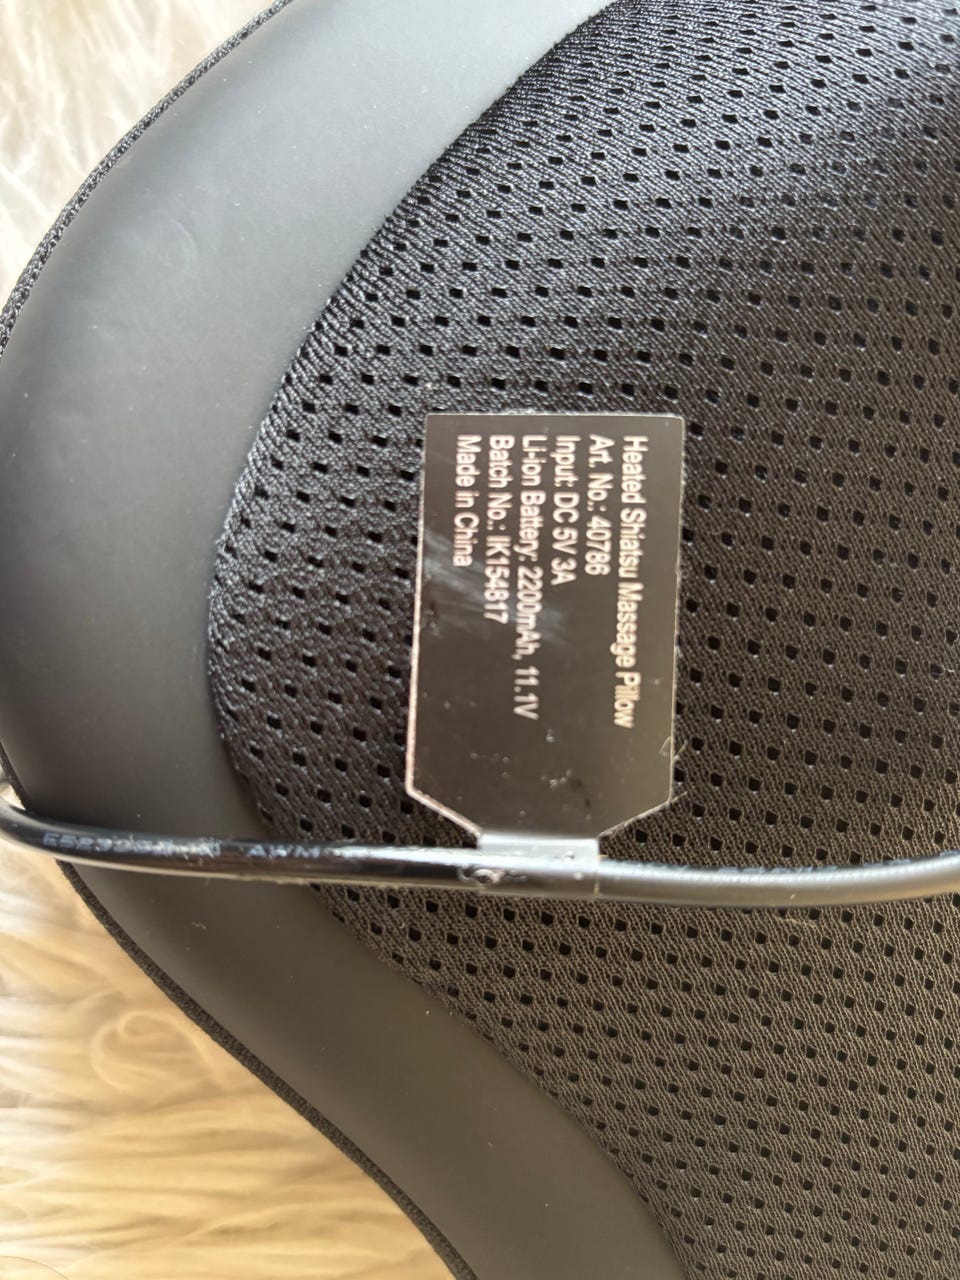 Heated Shiatsu Massage Pillow
Art. No.: 40786
Input: DC 5V 3A
Li-ion Battery: 2200mAh, 11.1V
Batch No.: IK154817
Made in China
AWM